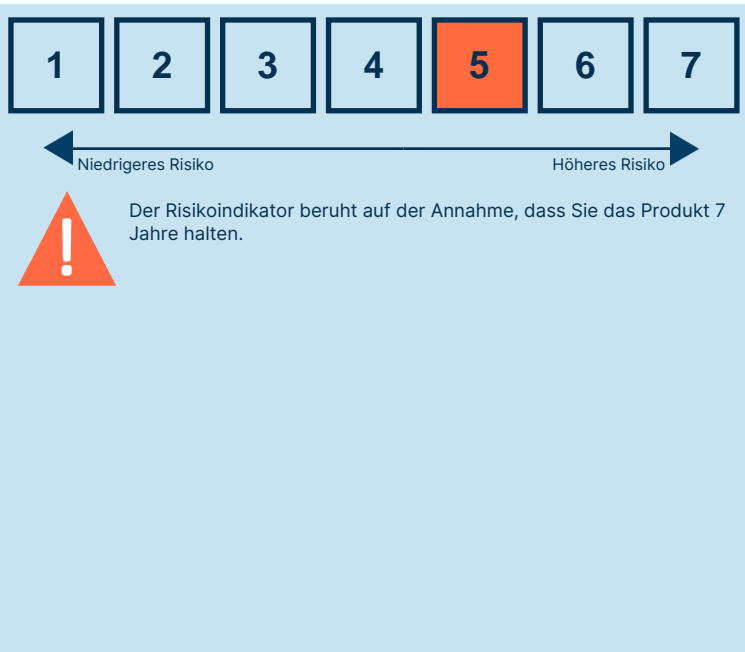 1 2 3 4 5 6 7
Niedrigeres Risiko Höheres Risiko
Der Risikoindikator beruht auf der Annahme, dass Sie das Produkt 7
Jahre halten.